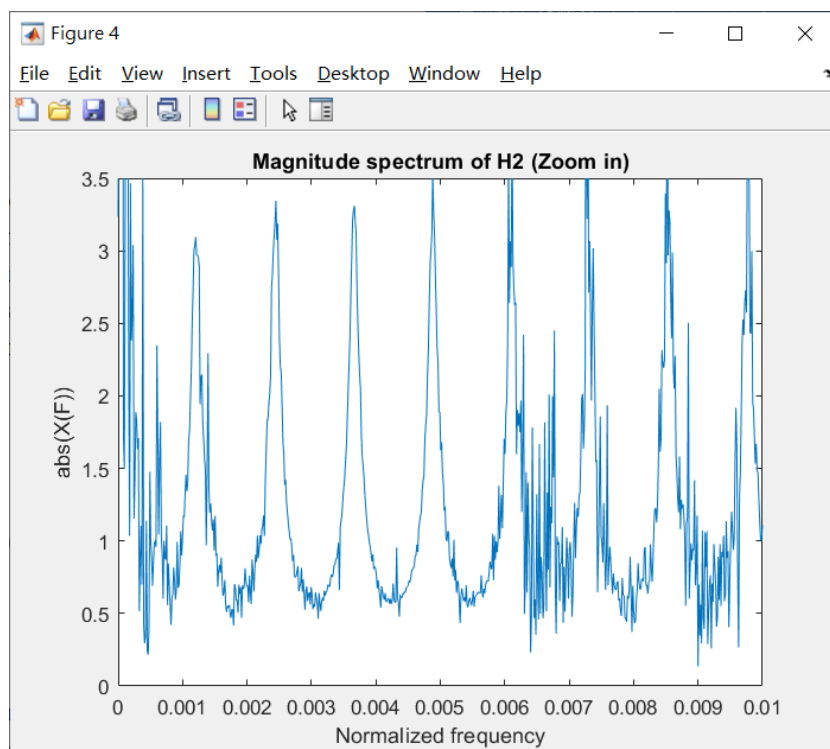 Figure 4
File Edit View Insert Tools Desktop Window Help
Magnitude spectrum of H2 (Zoom in)
3.5
3
2.5
2
1.5
1
0.5
0
abs(X(F))
0 0.001 0.002 0.003 0.004 0.005 0.006 0.007 0.008 0.009 0.01
Normalized frequency